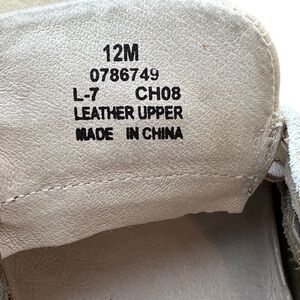 12M
0786749
L-7 CH08
LEATHER UPPER
MADE IN CHINA